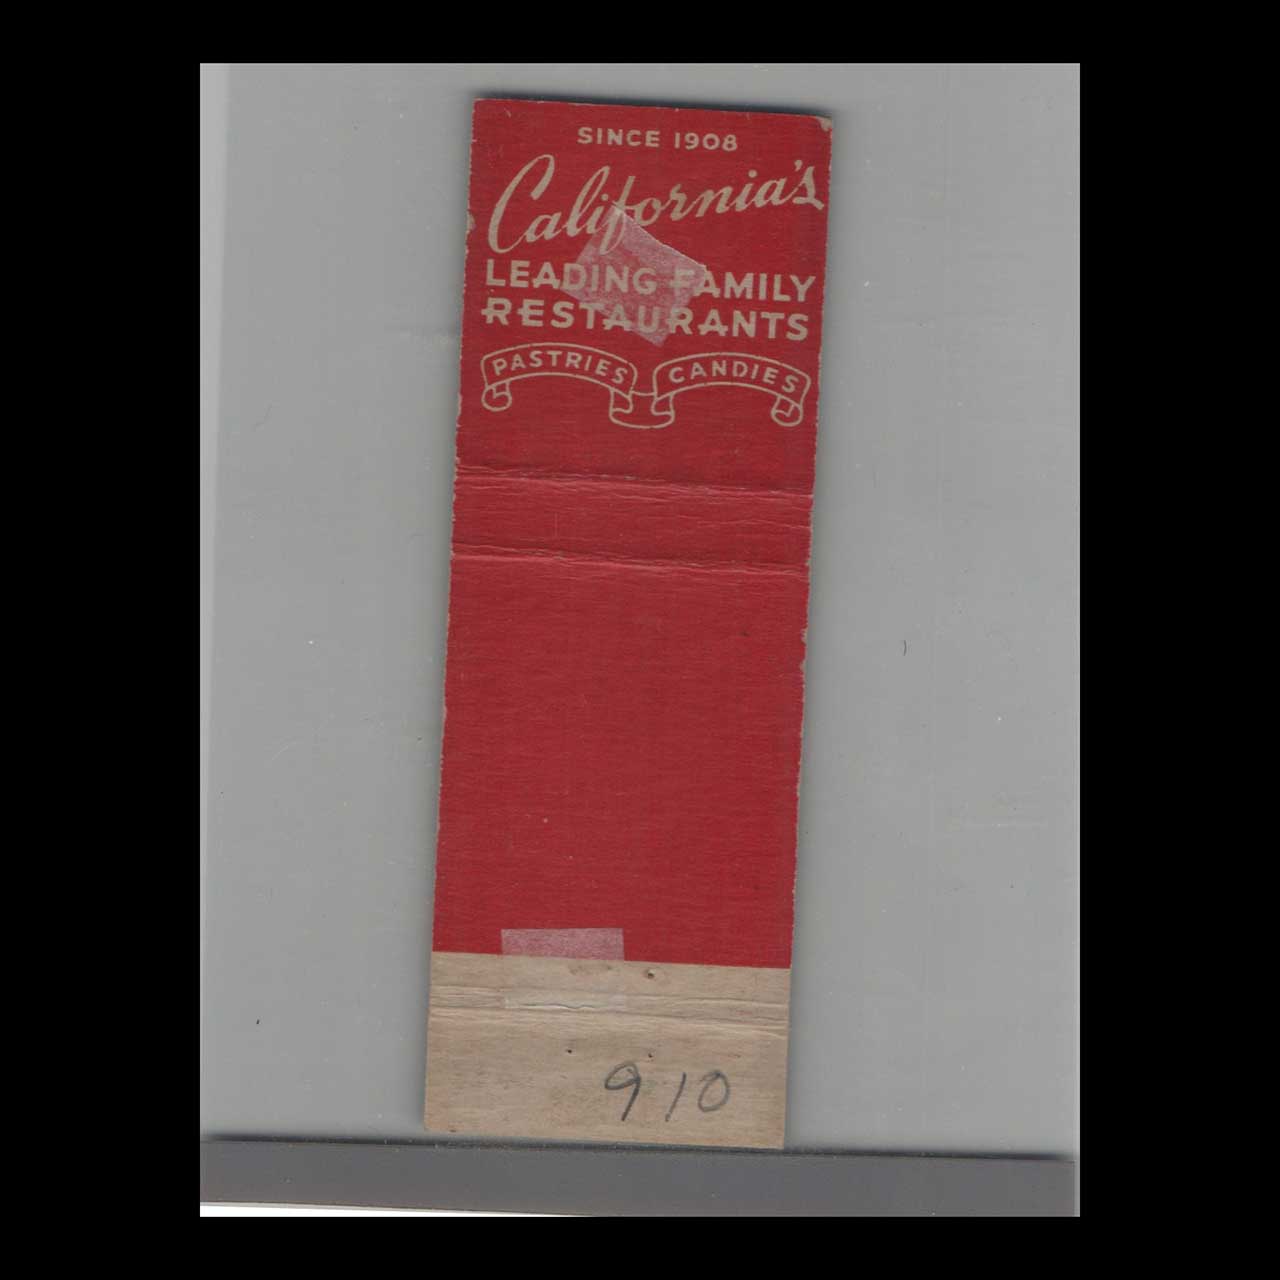 SINCE 1908
California's
LEADING FAMILY
RESTAURANTS
PASTRIES CANDIES
910